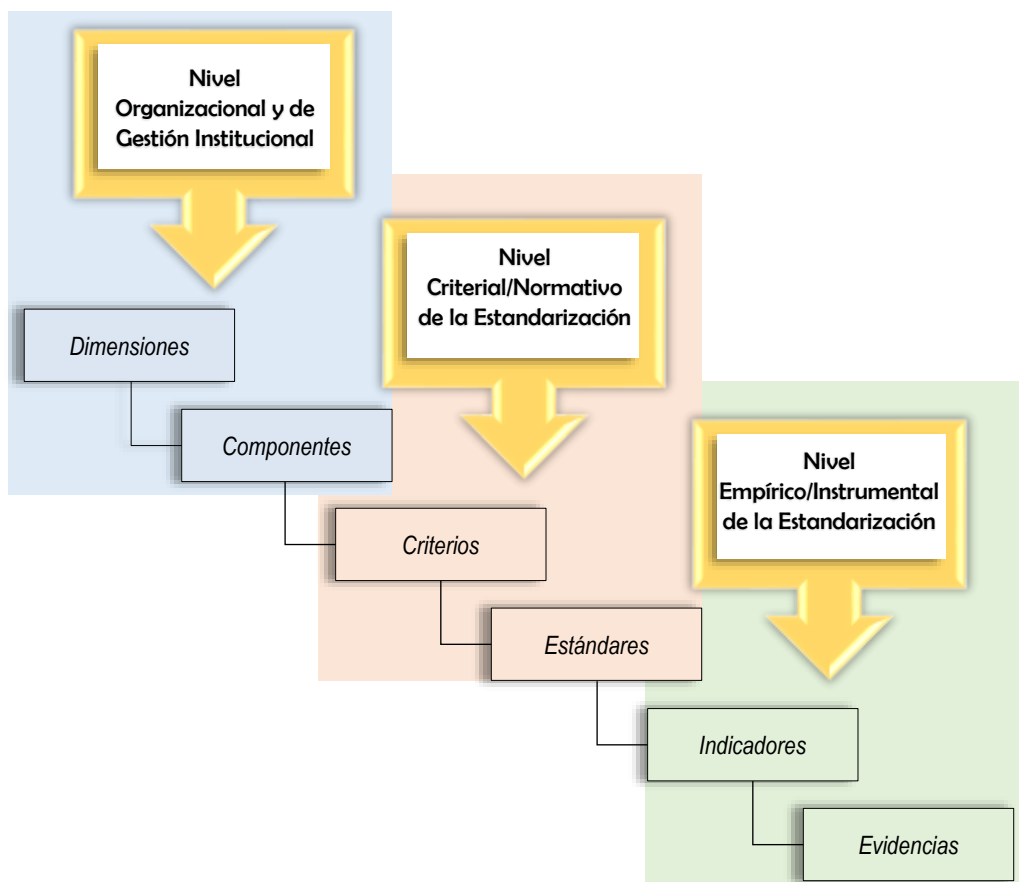 Nivel
Organizacional y de
Gestión Institucional
Nivel
Criterial/Normativo
de la Estandarización
Dimensiones
Componentes
Nivel
Empírico/Instrumental
de la Estandarización
Criterios
Estándares
Indicadores
Evidencias